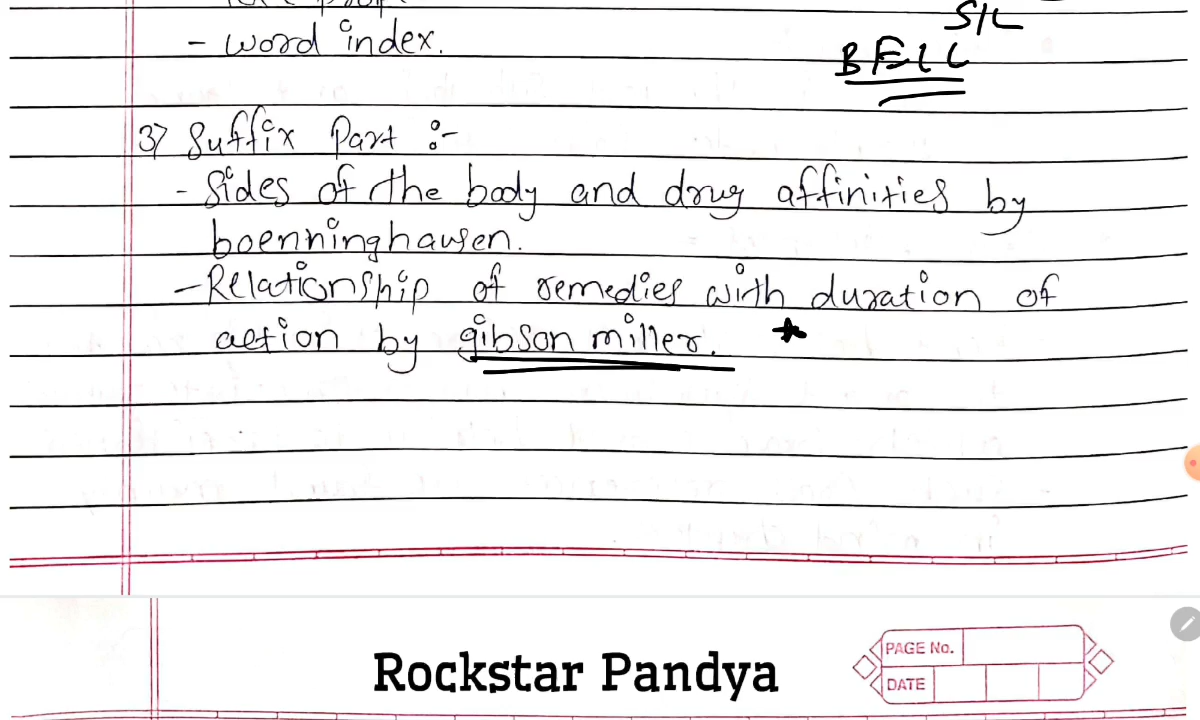 - word index.
S/L
BELL
3) Suffix Part :-
- Sides of the body and drug affinities by
boenninghausen.
- Relationship of remedies with duration of
action by gibson miller. ★
Rockstar Pandya
PAGE No.
DATE